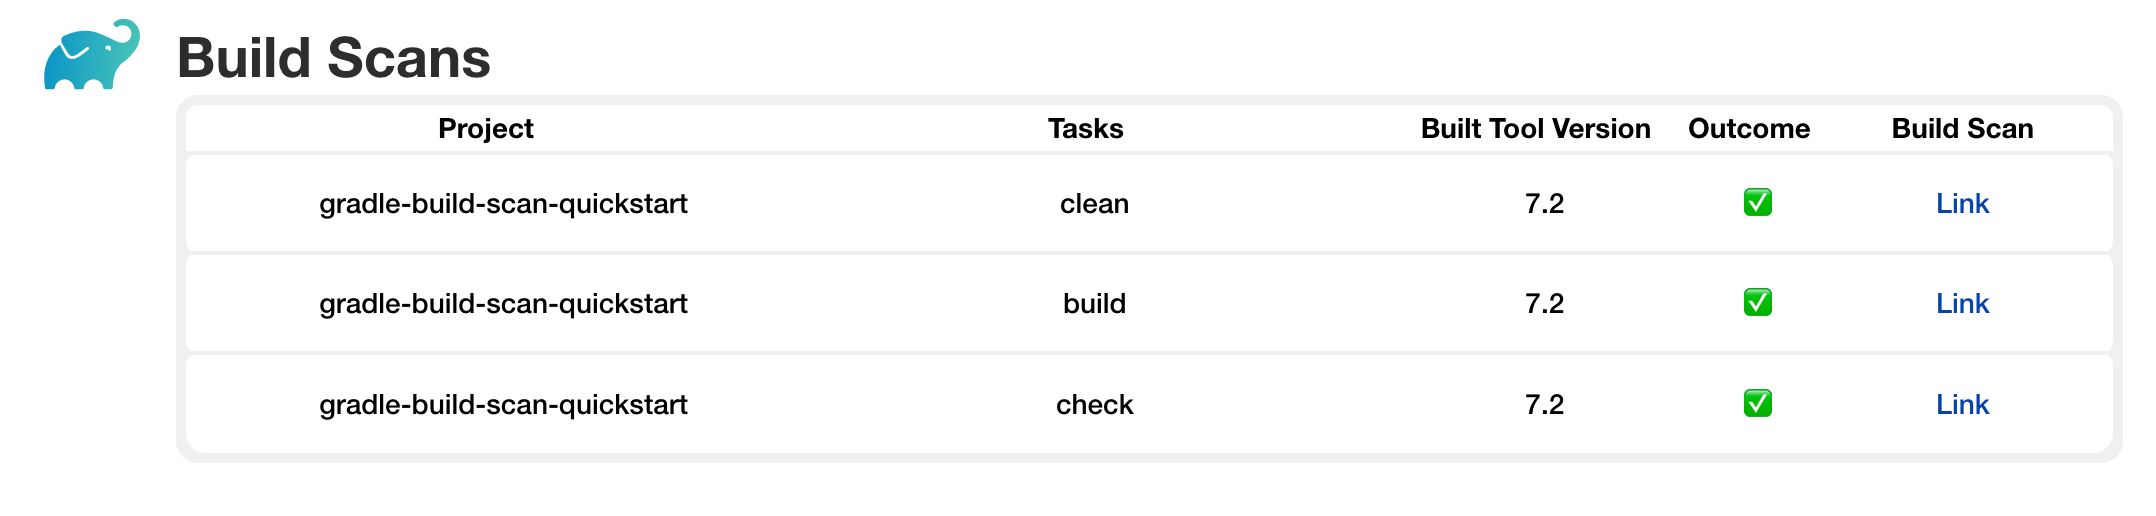 Build Scans
Project Tasks Built Tool Version Outcome Build Scan
gradle-build-scan-quickstart clean 7.2 ✅ Link
gradle-build-scan-quickstart build 7.2 ✅ Link
gradle-build-scan-quickstart check 7.2 ✅ Link